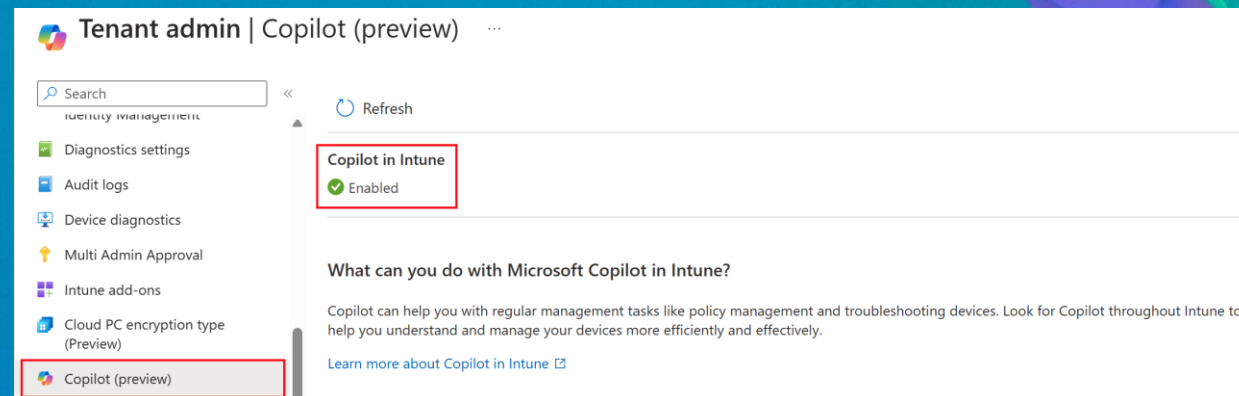 Tenant admin | Copilot (preview) ...
Search
«
Identity Management
Diagnostics settings
Audit logs
Device diagnostics
Multi Admin Approval
Intune add-ons
Cloud PC encryption type
(Preview)
Copilot (preview)
Refresh
Copilot in Intune
Enabled
What can you do with Microsoft Copilot in Intune?
Copilot can help you with regular management tasks like policy management and troubleshooting devices. Look for Copilot throughout Intune to
help you understand and manage your devices more efficiently and effectively.
Learn more about Copilot in Intune